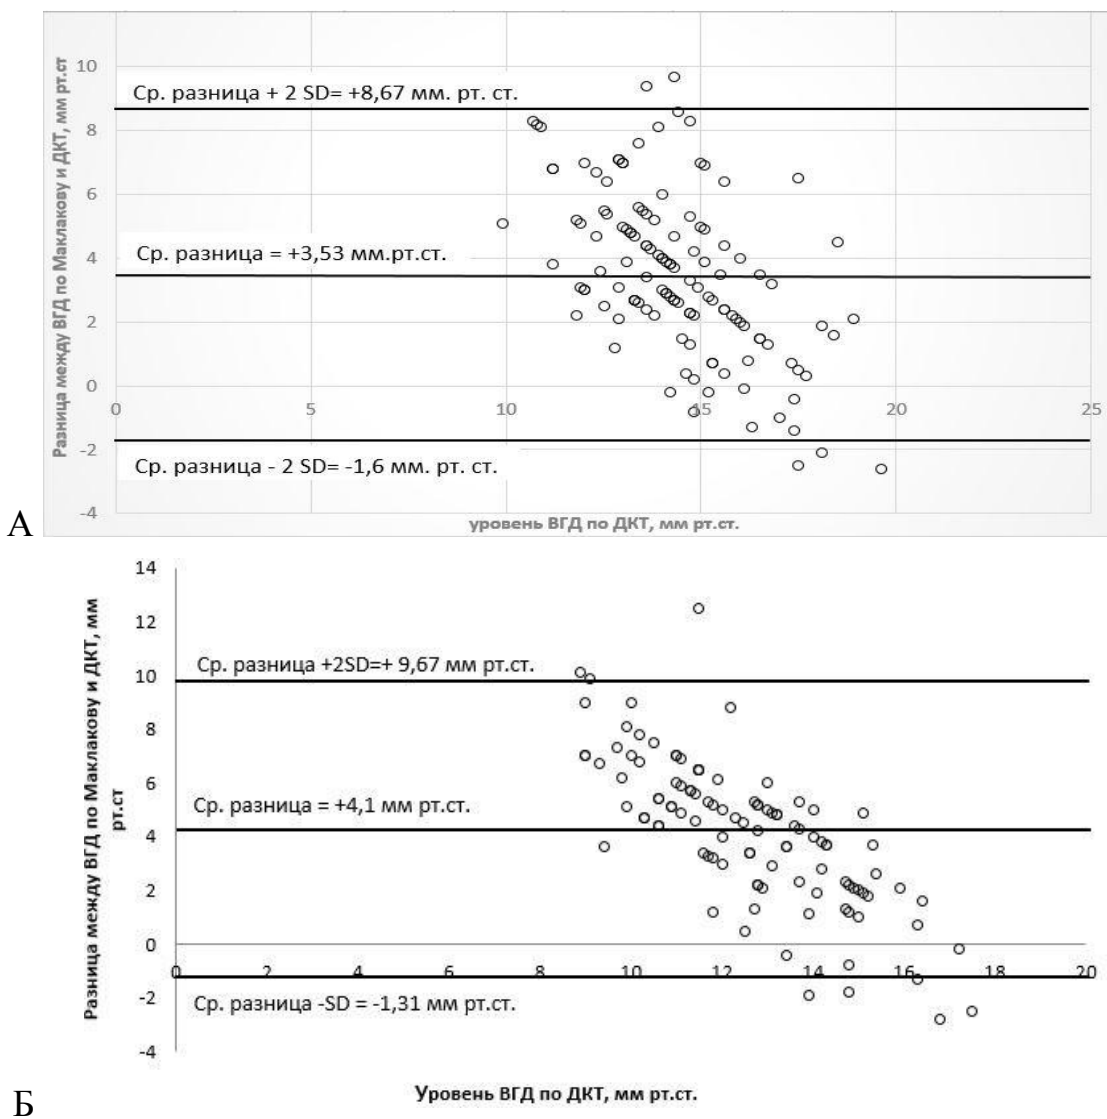 Разница между ВГД по Маклакову и ДКТ, мм рт.ст
10
8
6
4
2
0
-2
-4
Ср. разница + 2 SD= +8,67 мм. рт. ст.
Ср. разница = +3,53 мм.рт.ст.
0 5 10 15 20 25
Ср. разница - 2 SD= -1,6 мм. рт. ст.
уровень ВГД по ДКТ, мм рт.ст.
А
Разница между ВГД по Маклакову и ДКТ, мм
рт.ст
14
12
10
8
6
4
2
0
-2
-4
Ср. разница +2SD=+ 9,67 мм рт.ст.
Ср. разница = +4,1 мм рт.ст.
0 2 4 6 8 10 12 14 16 18 20
Ср. разница -SD = -1,31 мм рт.ст.
Уровень ВГД по ДКТ, мм рт.ст.
Б